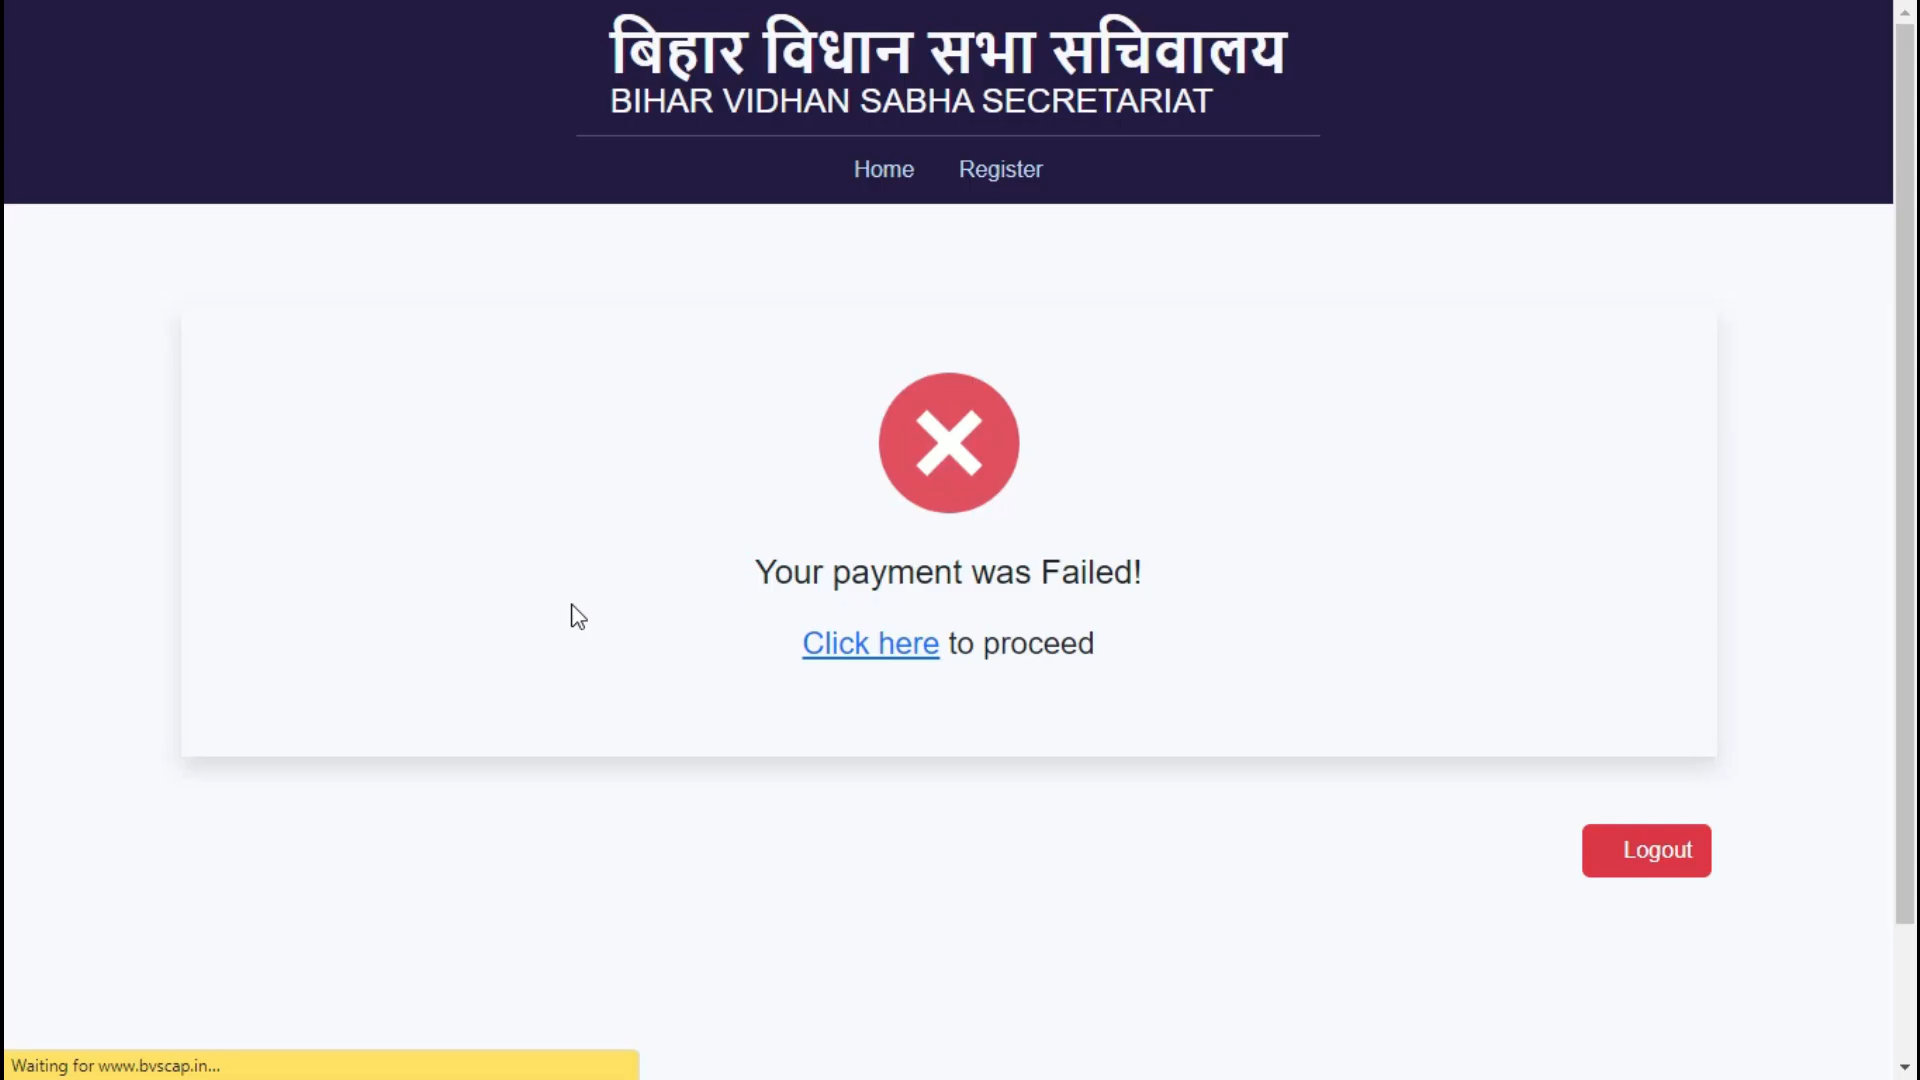 बिहार विधान सभा सचिवालय
BIHAR VIDHAN SABHA SECRETARIAT
Home Register
Your payment was Failed!
Click here to proceed
Logout
Waiting for www.bvscap.in...